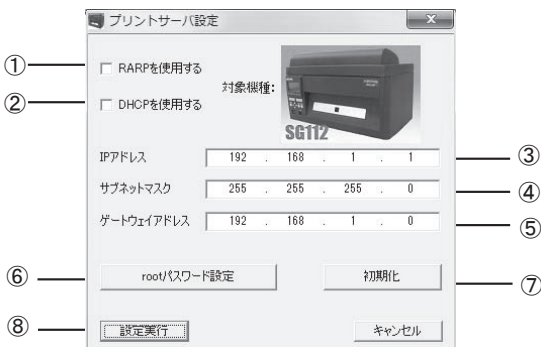 プリントサーバ設定
① RARPを使用する
② DHCPを使用する
対象機種:
SG112
IPアドレス 192 . 168 . 1 . 1 ③
サブネットマスク 255 . 255 . 255 . 0 ④
ゲートウェイアドレス 192 . 168 . 1 . 0 ⑤
⑥ rootパスワード設定 初期化 ⑦
⑧ 設定実行 キャンセル